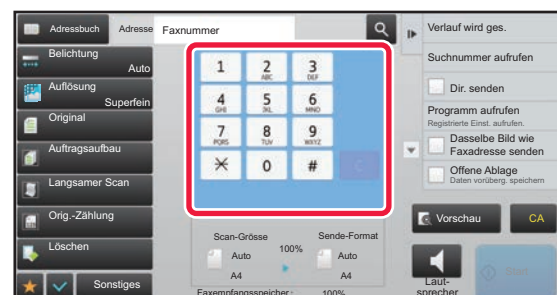 Adressbuch
Adresse
Faxnummer
Verlauf wird ges.
Belichtung
Auto
Suchnummer aufrufen
Auflösung
Superfein
Dir. senden
Original
Programm aufrufen
Registrierte Einst. aufrufen.
Auftragsaufbau
Dasselbe Bild wie
Faxadresse senden
Langsamer Scan
Offene Ablage
Daten vorüberg. speichern
Orig.-Zählung
Löschen
Sonstiges
1
2
ABC
3
DEF
4
GHI
5
JKL
6
MNO
7
PQRS
8
TUV
9
WXYZ
0
#
C
Scan-Grösse
Sende-Format
100%
Auto
Auto
A4
A4
Faxempfangsspeicher :
100%
Vorschau
CA
Laut-
sprecher
Start